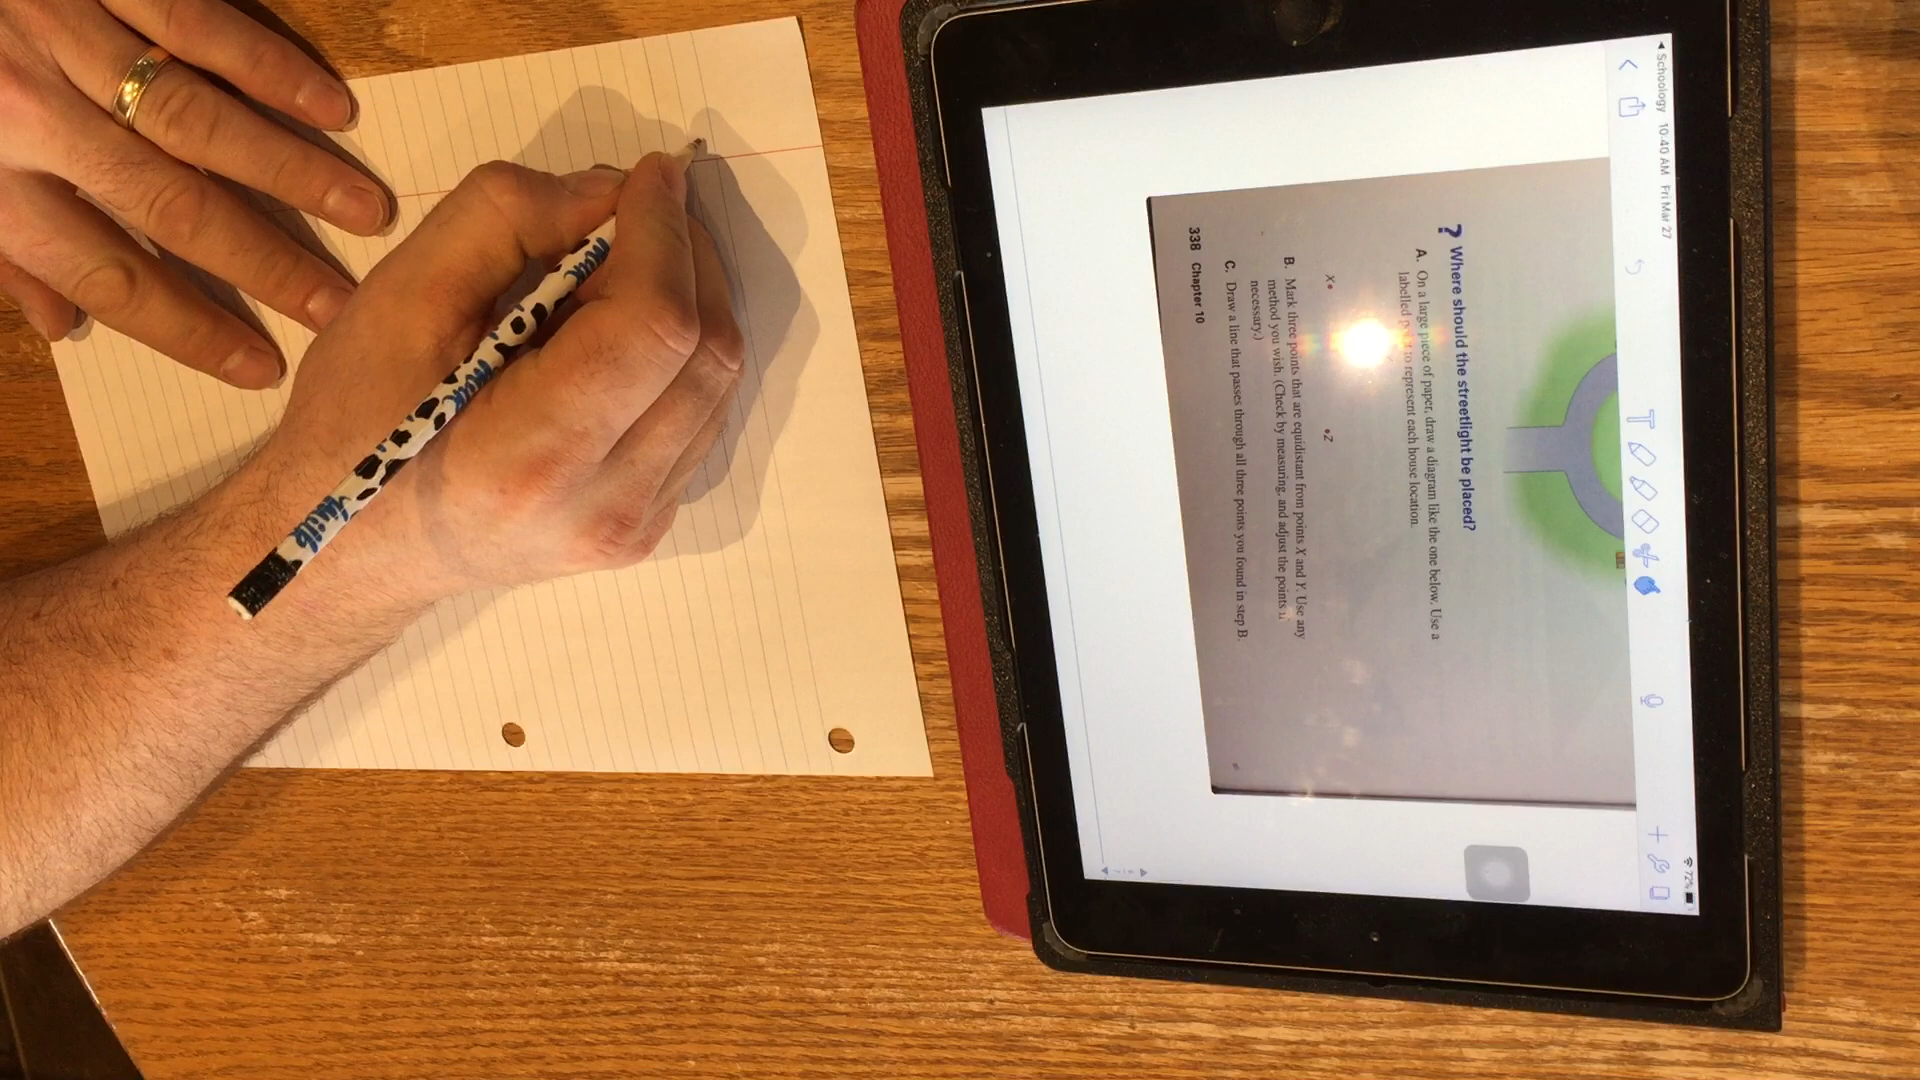 Schoology 10:40 AM Fri Mar 27
72%
T
? Where should the streetlight be placed?
A. On a large piece of paper, draw a diagram like the one below. Use a
labelled to represent each house location.
X
Z
B. Mark three points that are equidistant from points X and Y. Use any
method you wish. (Check by measuring, and adjust the points if
necessary.)
C. Draw a line that passes through all three points you found in step B.
338 Chapter 10
milk
milk
milk